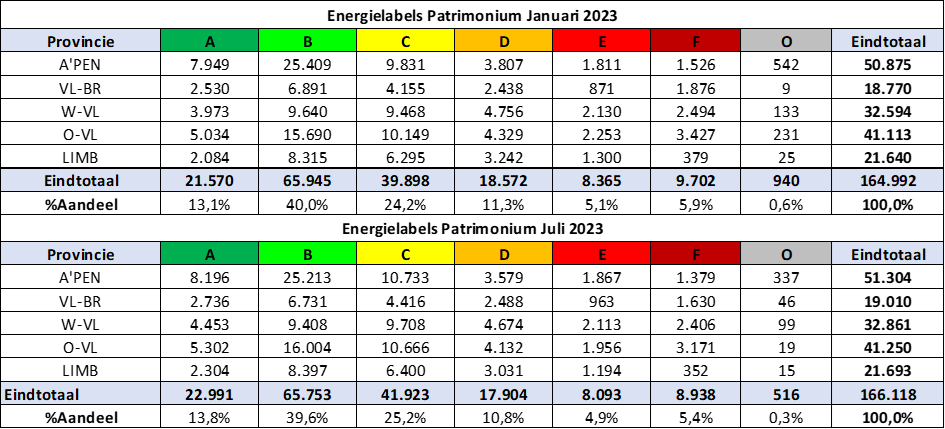 Energielabels Patrimonium Januari 2023
Provincie A B C D E F O Eindtotaal
A'PEN 7.949 25.409 9.831 3.807 1.811 1.526 542 50.875
VL-BR 2.530 6.891 4.155 2.438 871 1.876 9 18.770
W-VL 3.973 9.640 9.468 4.756 2.130 2.494 133 32.594
O-VL 5.034 15.690 10.149 4.329 2.253 3.427 231 41.113
LIMB 2.084 8.315 6.295 3.242 1.300 379 25 21.640
Eindtotaal 21.570 65.945 39.898 18.572 8.365 9.702 940 164.992
%Aandeel 13,1% 40,0% 24,2% 11,3% 5,1% 5,9% 0,6% 100,0%
Energielabels Patrimonium Juli 2023
Provincie A B C D E F O Eindtotaal
A'PEN 8.196 25.213 10.733 3.579 1.867 1.379 337 51.304
VL-BR 2.736 6.731 4.416 2.488 963 1.630 46 19.010
W-VL 4.453 9.408 9.708 4.674 2.113 2.406 99 32.861
O-VL 5.302 16.004 10.666 4.132 1.956 3.171 19 41.250
LIMB 2.304 8.397 6.400 3.031 1.194 352 15 21.693
Eindtotaal 22.991 65.753 41.923 17.904 8.093 8.938 516 166.118
%Aandeel 13,8% 39,6% 25,2% 10,8% 4,9% 5,4% 0,3% 100,0%